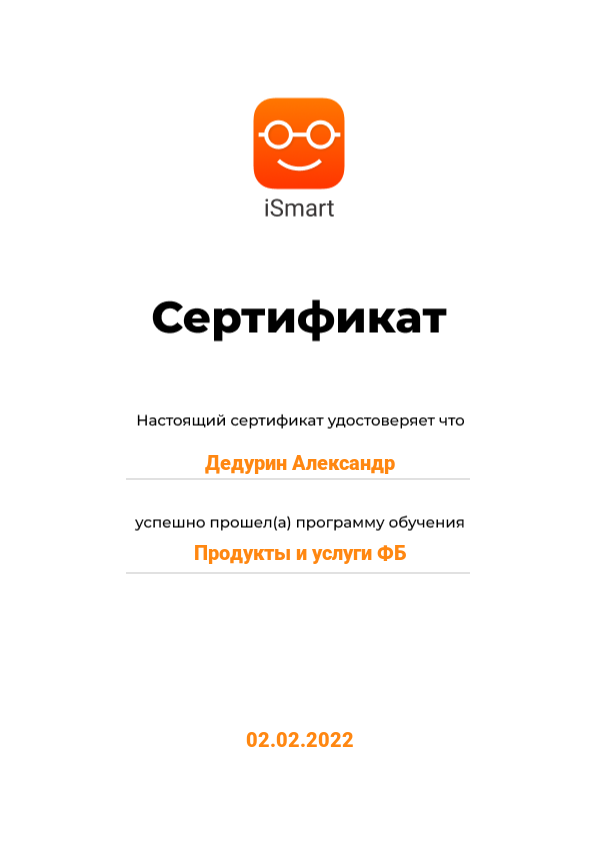 iSmart
Сертификат
Настоящий сертификат удостоверяет что
Дедурин Александр
успешно прошел(а) программу обучения
Продукты и услуги ФБ
02.02.2022